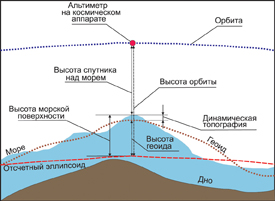 Альтиметр
на космическом
аппарате
Орбита
Высота спутника
над морем
Высота орбиты
Высота морской
поверхности
Динамическая
топография
Море
Высота
геоида
Геоид
Отсчетный эллипсоид
Дно